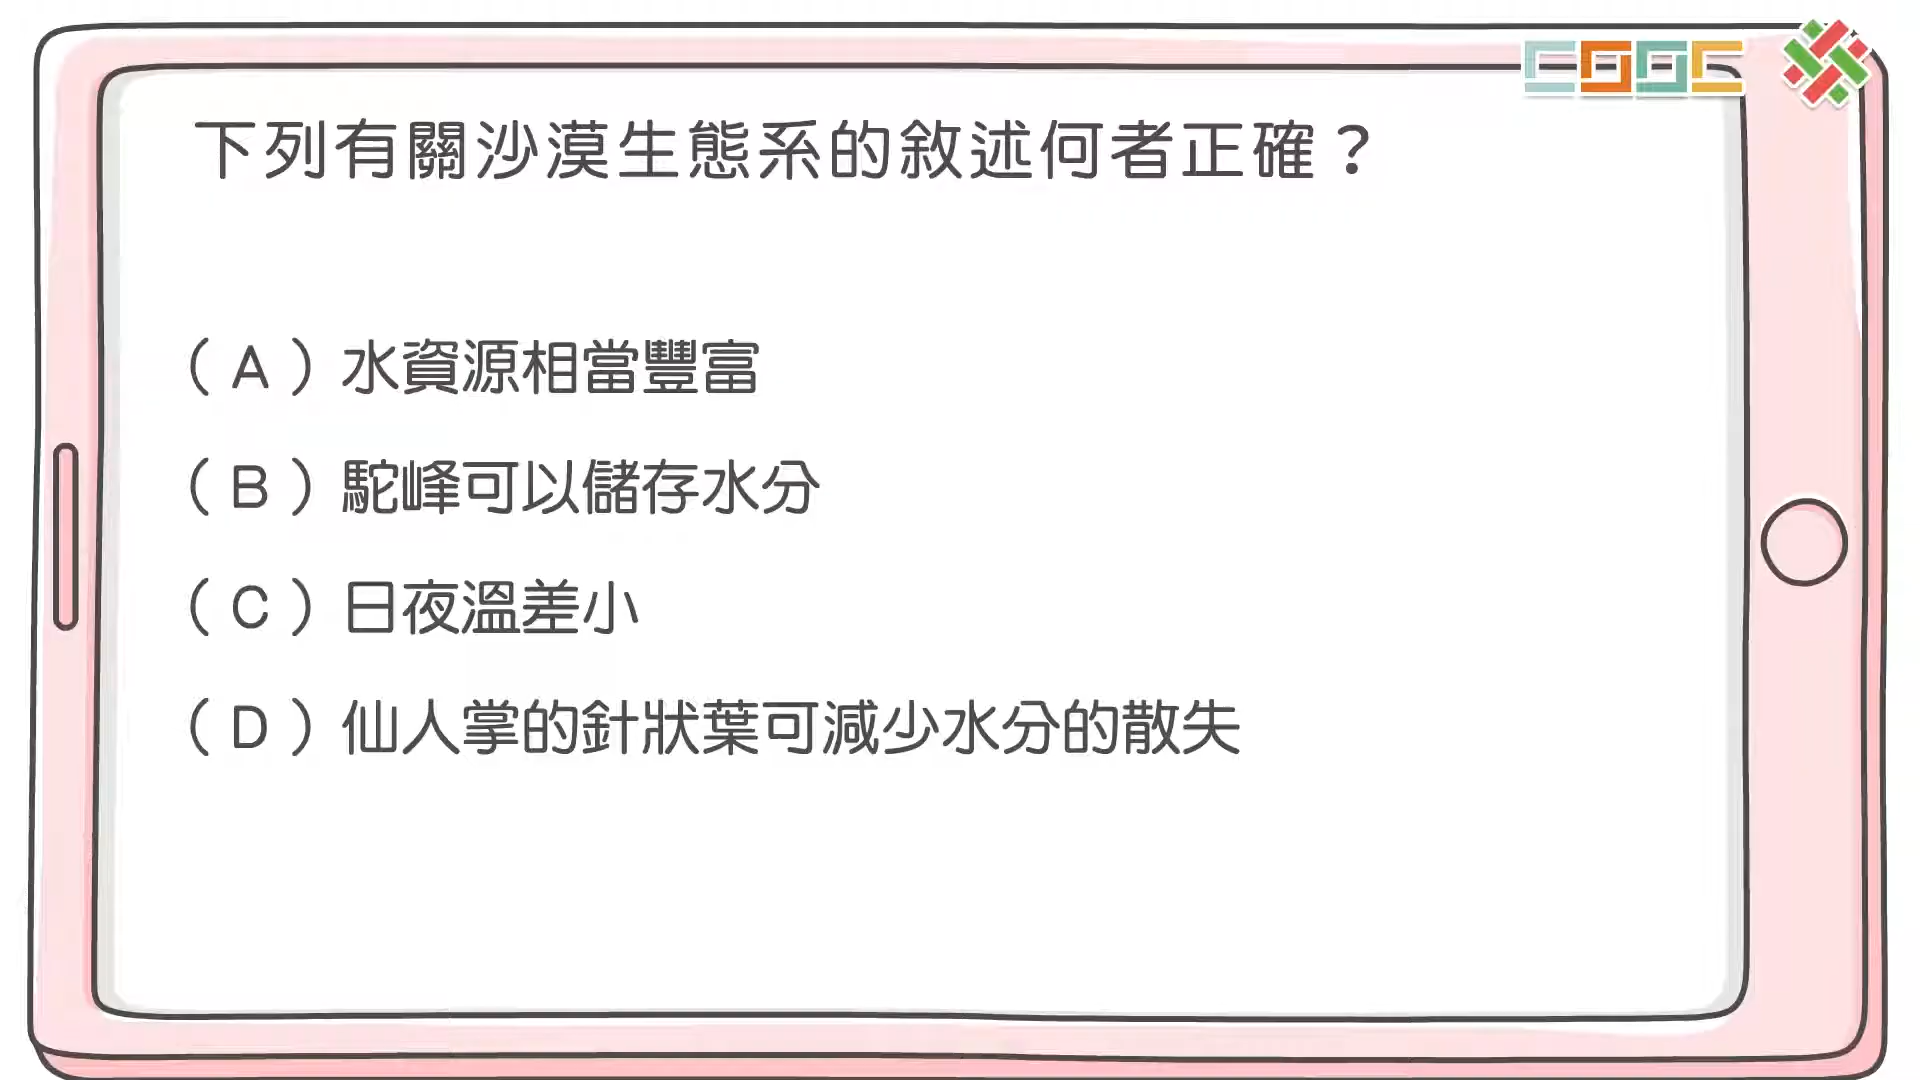 下列有關沙漠生態系的敘述何者正確？
（A）水資源相當豐富
（B）駝峰可以儲存水分
（C）日夜溫差小
（D）仙人掌的針狀葉可減少水分的散失